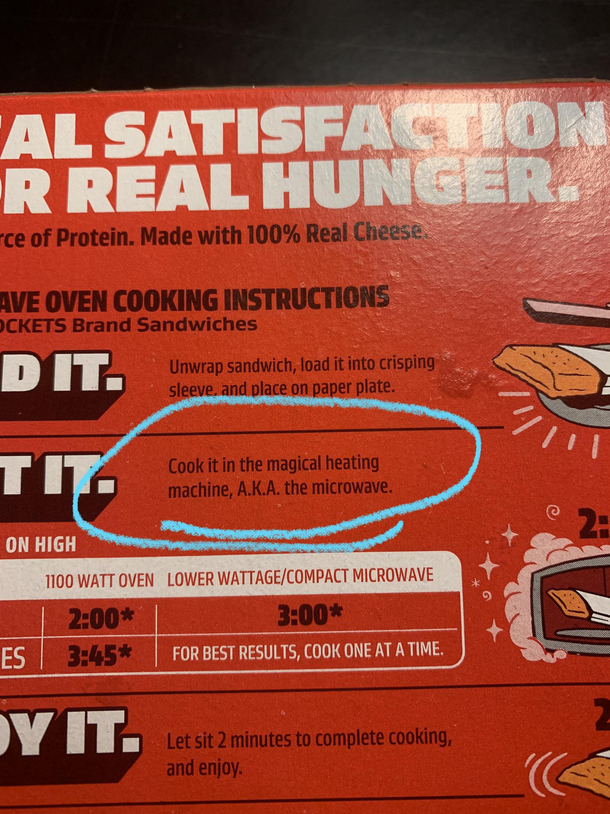 AL SATISFACTION
R REAL HUNGER.
rce of Protein. Made with 100% Real Cheese.
AVE OVEN COOKING INSTRUCTIONS
OCKETS Brand Sandwiches
D IT.
Unwrap sandwich, load it into crisping
sleeve, and place on paper plate.
T IT.
Cook it in the magical heating
machine, A.K.A. the microwave.
ON HIGH
2:
1100 WATT OVEN LOWER WATTAGE/COMPACT MICROWAVE
2:00* 3:00*
ES 3:45* FOR BEST RESULTS, COOK ONE AT A TIME.
OY IT.
Let sit 2 minutes to complete cooking,
and enjoy.
2